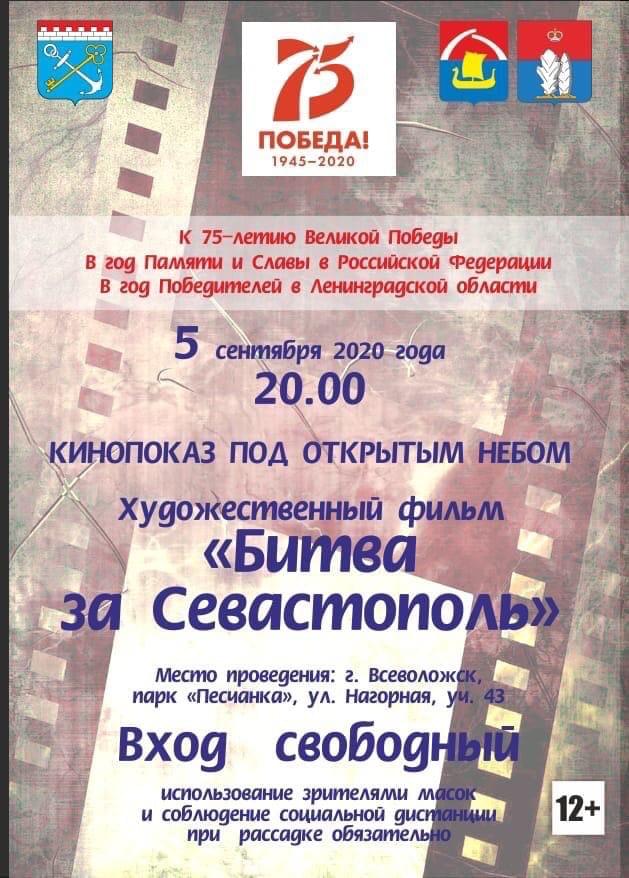 75
ПОБЕДА!
1945–2020
К 75-летию Великой Победы
В год Памяти и Славы в Российской Федерации
В год Победителей в Ленинградской области
5 сентября 2020 года
20.00
КИНОПОКАЗ ПОД ОТКРЫТЫМ НЕБОМ
Художественный фильм
«Битва
за Севастополь»
Место проведения: г. Всеволожск,
парк «Песчанка», ул. Нагорная, уч. 43
Вход свободный
использование зрителями масок
и соблюдение социальной дистанции
при рассадке обязательно
12+